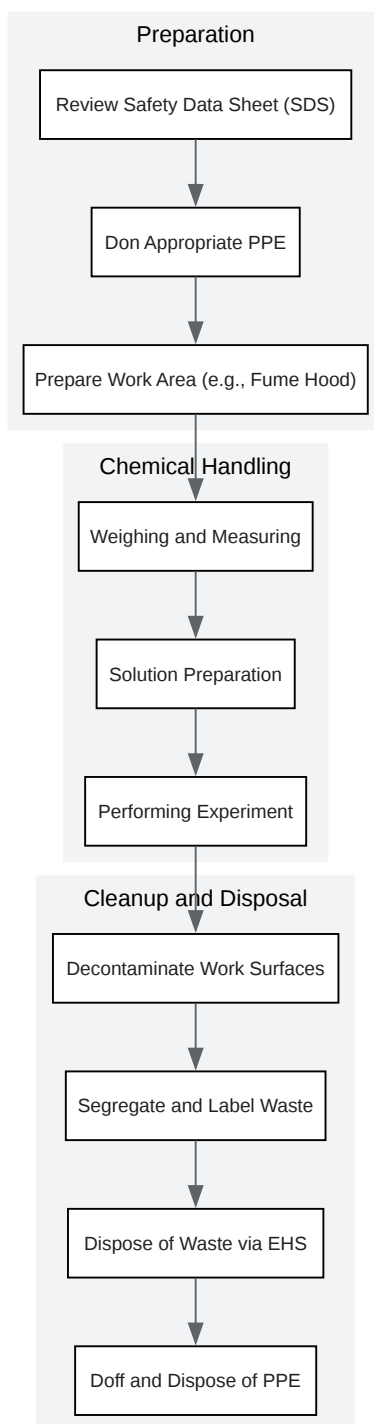 Preparation
Review Safety Data Sheet (SDS)
Don Appropriate PPE
Prepare Work Area (e.g., Fume Hood)
Chemical Handling
Weighing and Measuring
Solution Preparation
Performing Experiment
Cleanup and Disposal
Decontaminate Work Surfaces
Segregate and Label Waste
Dispose of Waste via EHS
Doff and Dispose of PPE